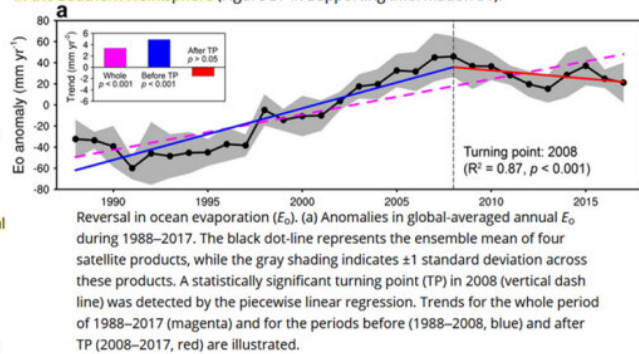 a
Eo anomaly (mm yr⁻¹)
80
60
40
20
0
-20
-40
-60
-80
Trend (mm yr⁻¹)
6
4
2
0
-2
-4
-6
Whole
p < 0.001
Before TP
p < 0.001
After TP
p > 0.05
Turning point: 2008
(R² = 0.87, p < 0.001)
1990 1995 2000 2005 2010 2015
Reversal in ocean evaporation (Eₒ). (a) Anomalies in global-averaged annual Eₒ
during 1988–2017. The black dot-line represents the ensemble mean of four
satellite products, while the gray shading indicates ±1 standard deviation across
these products. A statistically significant turning point (TP) in 2008 (vertical dash
line) was detected by the piecewise linear regression. Trends for the whole period
of 1988–2017 (magenta) and for the periods before (1988–2008, blue) and after
TP (2008–2017, red) are illustrated.